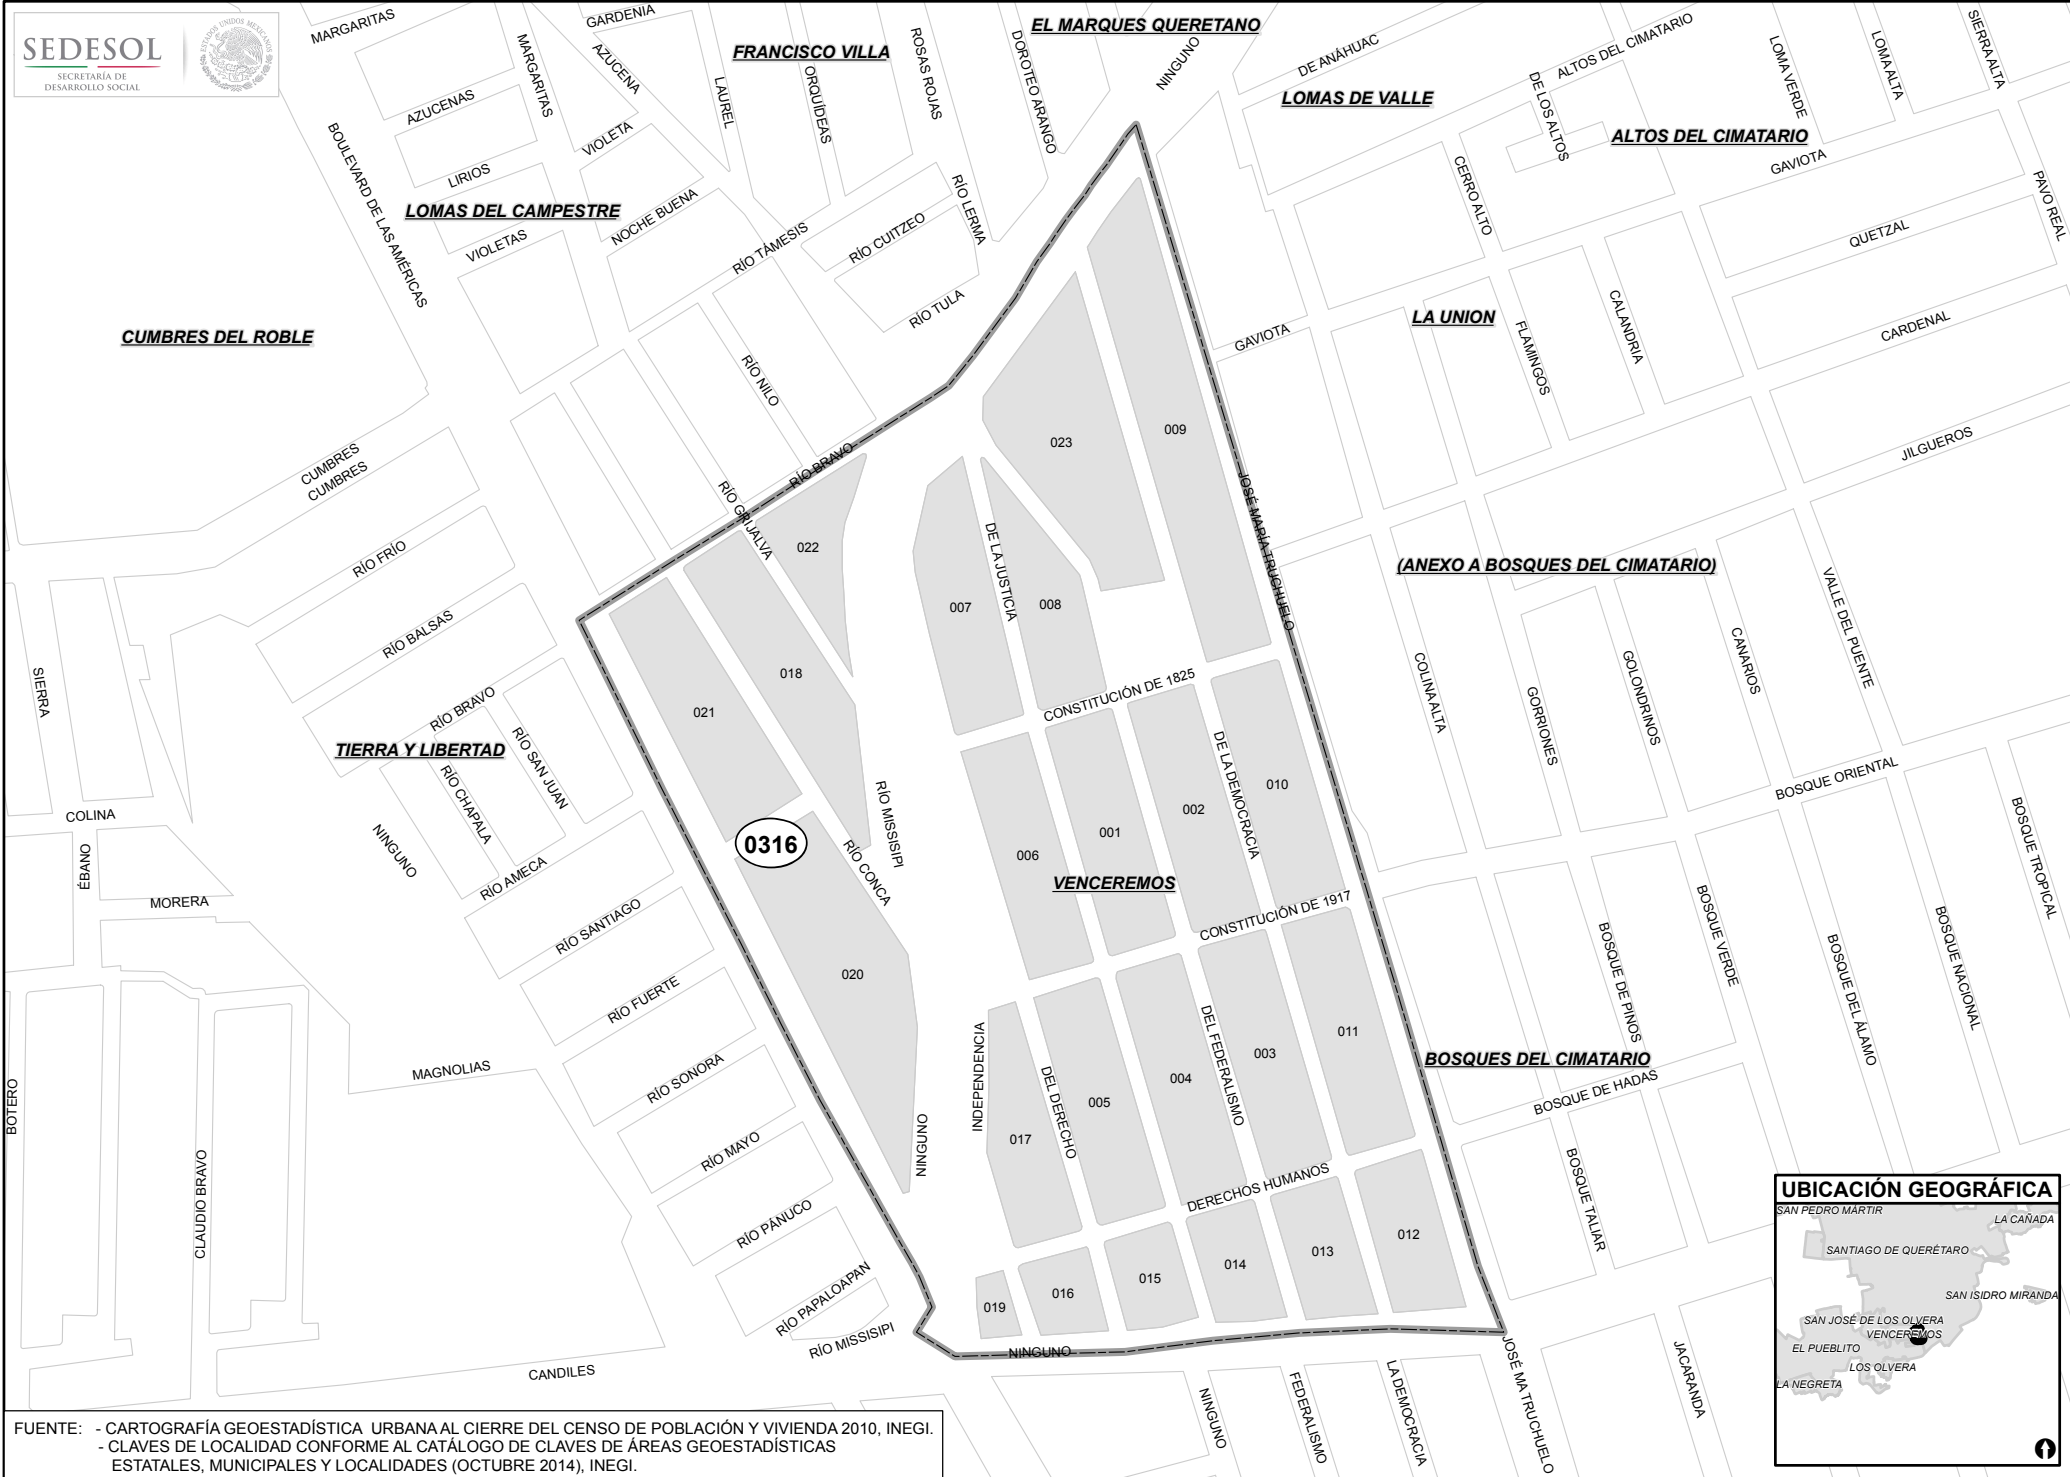 SEDESOL
SECRETARÍA DE
DESARROLLO SOCIAL
ESTADOS UNIDOS MEXICANOS
MARGARITAS
MARGARITAS
GARDENIA
AZUCENA
FRANCISCO VILLA
LAUREL
ORQUÍDEAS
ROSAS ROJAS
EL MARQUES QUERETANO
DOROTEO ARANGO
NINGUNO
DE ANÁHUAC
LOMAS DE VALLE
ALTOS DEL CIMATARIO
DE LOS ALTOS
LOMA VERDE
LOMA ALTA
SIERRA ALTA
ALTOS DEL CIMATARIO
GAVIOTA
PAVO REAL
AZUCENAS
VIOLETA
LIRIOS
BOULEVARD DE LAS AMÉRICAS
LOMAS DEL CAMPESTRE
NOCHE BUENA
VIOLETAS
RÍO TÁMESIS
RÍO CUITZEO
RÍO LERMA
RÍO TULA
CERRO ALTO
QUETZAL
CUMBRES DEL ROBLE
RÍO NILO
GAVIOTA
LA UNION
FLAMINGOS
CALANDRIA
CARDENAL
JILGUEROS
CUMBRES
CUMBRES
RÍO BRAVO
RÍO GRIJALVA
023
009
JOSÉ MARÍA TRUCHUELO
RÍO FRÍO
022
DE LA JUSTICIA
007
008
(ANEXO A BOSQUES DEL CIMATARIO)
RÍO BALSAS
018
021
CONSTITUCIÓN DE 1825
COLINA ALTA
GORRIONES
GOLONDRINOS
CANARIOS
VALLE DEL PUENTE
SIERRA
RÍO BRAVO
TIERRA Y LIBERTAD
RÍO SAN JUAN
RÍO CHAPALA
DE LA DEMOCRACIA
010
002
001
006
BOSQUE ORIENTAL
BOSQUE TROPICAL
COLINA
NINGUNO
0316
RÍO MISSISIPI
RÍO CONCA
VENCEREMOS
ÉBANO
RÍO AMECA
MORERA
RÍO SANTIAGO
CONSTITUCIÓN DE 1917
BOSQUE VERDE
BOSQUE DE PINOS
BOSQUE DEL ÁLAMO
BOSQUE NACIONAL
020
RÍO FUERTE
INDEPENDENCIA
DEL FEDERALISMO
011
003
004
005
DEL DERECHO
017
BOSQUES DEL CIMATARIO
BOSQUE DE HADAS
MAGNOLIAS
RÍO SONORA
BOTERO
RÍO MAYO
NINGUNO
DERECHOS HUMANOS
BOSQUE TALIAR
CLAUDIO BRAVO
RÍO PÁNUCO
012
013
014
015
016
019
RÍO PAPALOAPAN
RÍO MISSISIPI
NINGUNO
CANDILES
NINGUNO
FEDERALISMO
LA DEMOCRACIA
JOSÉ MA TRUCHUELO
JACARANDA
UBICACIÓN GEOGRÁFICA
SAN PEDRO MÁRTIR
LA CAÑADA
SANTIAGO DE QUERÉTARO
SAN ISIDRO MIRANDA
SAN JOSÉ DE LOS OLVERA
VENCEREMOS
EL PUEBLITO
LOS OLVERA
LA NEGRETA
FUENTE: - CARTOGRAFÍA GEOESTADÍSTICA URBANA AL CIERRE DEL CENSO DE POBLACIÓN Y VIVIENDA 2010, INEGI.
- CLAVES DE LOCALIDAD CONFORME AL CATÁLOGO DE CLAVES DE ÁREAS GEOESTADÍSTICAS
ESTATALES, MUNICIPALES Y LOCALIDADES (OCTUBRE 2014), INEGI.